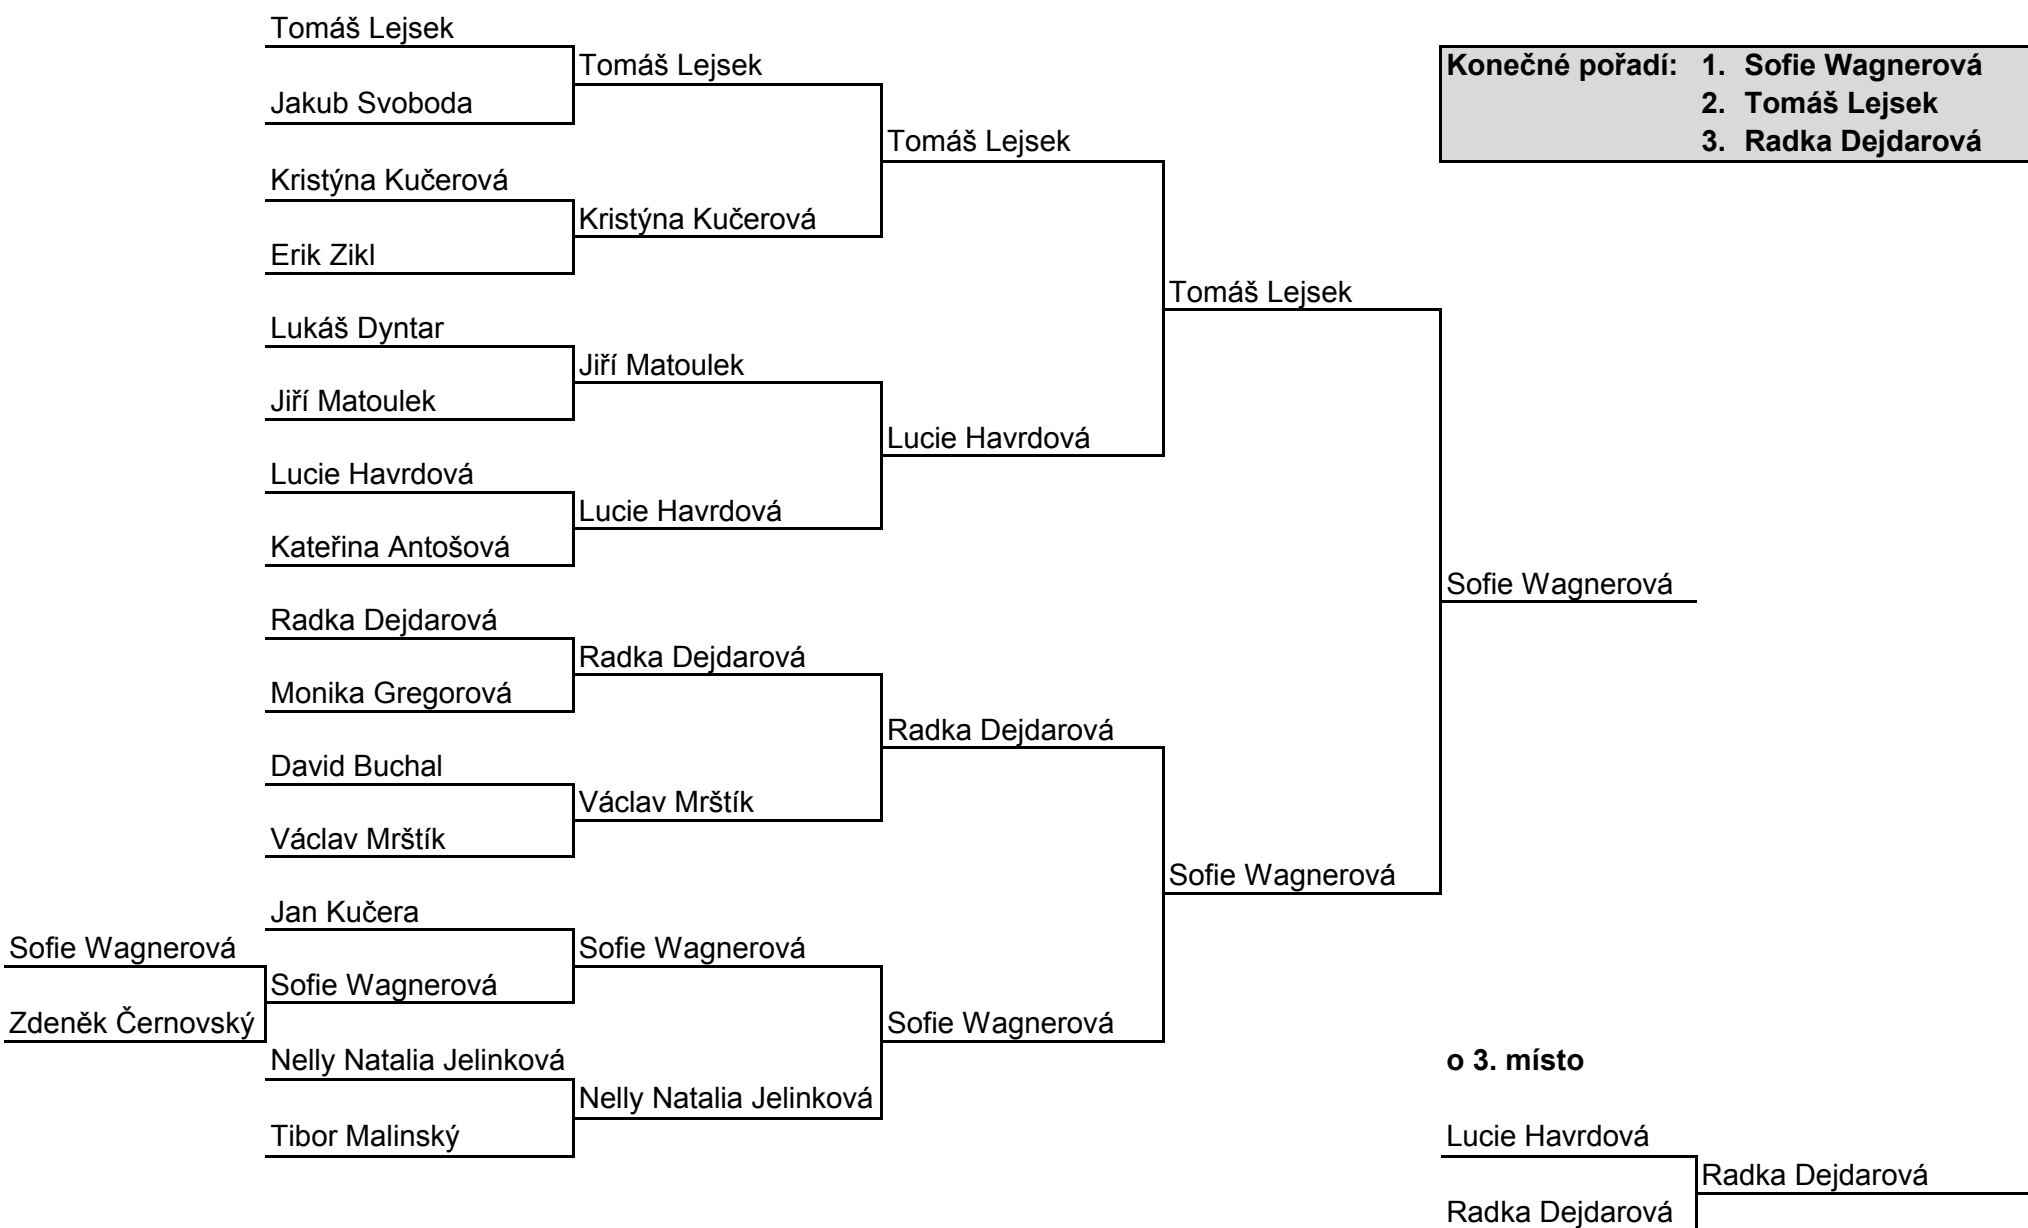 Tomáš Lejsek
Tomáš Lejsek
Konečné pořadí: 1. Sofie Wagnerová
Jakub Svoboda
2. Tomáš Lejsek
Tomáš Lejsek
3. Radka Dejdarová
Kristýna Kučerová
Kristýna Kučerová
Erik Zikl
Tomáš Lejsek
Lukáš Dyntar
Jiří Matoulek
Jiří Matoulek
Lucie Havrdová
Lucie Havrdová
Lucie Havrdová
Kateřina Antošová
Sofie Wagnerová
Radka Dejdarová
Radka Dejdarová
Monika Gregorová
Radka Dejdarová
David Buchal
Václav Mrštík
Václav Mrštík
Sofie Wagnerová
Jan Kučera
Sofie Wagnerová
Sofie Wagnerová
Sofie Wagnerová
Zdeněk Černovský
Sofie Wagnerová
Nelly Natalia Jelinková
o 3. místo
Nelly Natalia Jelinková
Tibor Malinský
Lucie Havrdová
Radka Dejdarová
Radka Dejdarová